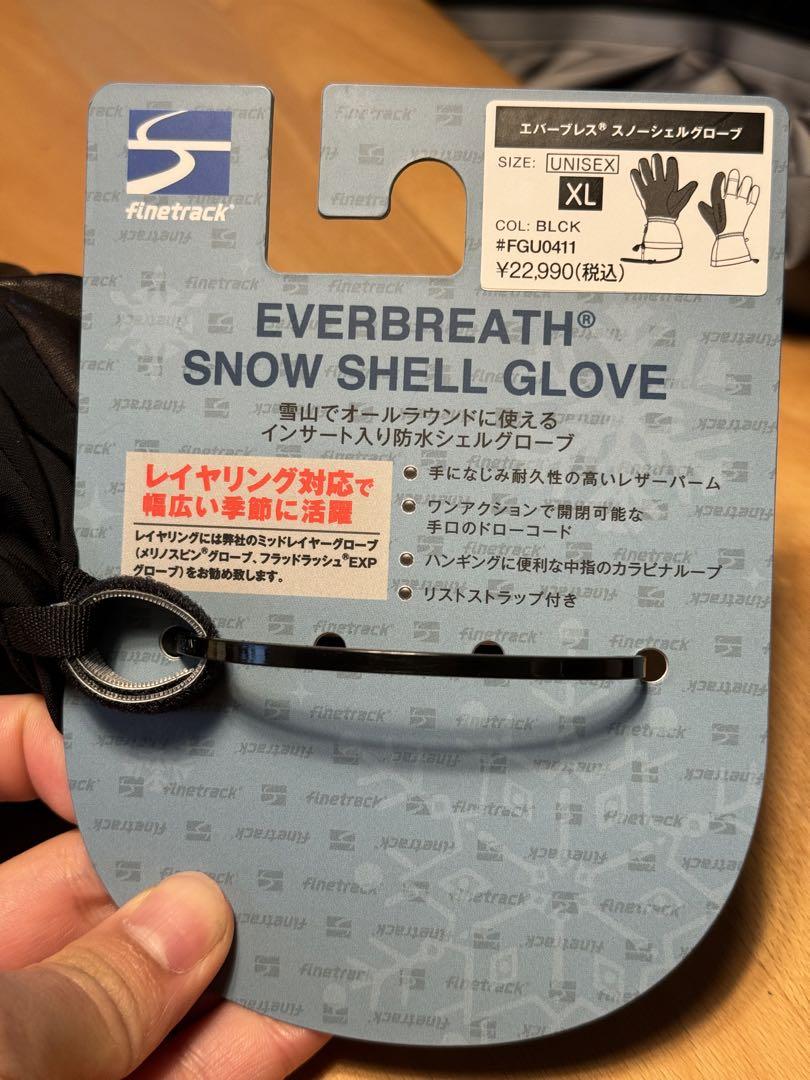 finetrack
エバーブレス® スノーシェルグローブ
SIZE: UNISEX
XL
COL: BLCK
#FGU0411
¥22,990(税込)
EVERBREATH®
SNOW SHELL GLOVE
雪山でオールラウンドに使える
インサート入り防水シェルグローブ
レイヤリング対応で
幅広い季節に活躍
レイヤリングには弊社のミッドレイヤーグローブ
(メリノスピン®グローブ、フラッドラッシュ®EXP
グローブ)をお勧め致します。
手になじみ耐久性の高いレザーパーム
ワンアクションで開閉可能な
手口のドローコード
ハンギングに便利な中指のカラビナループ
リストストラップ付き